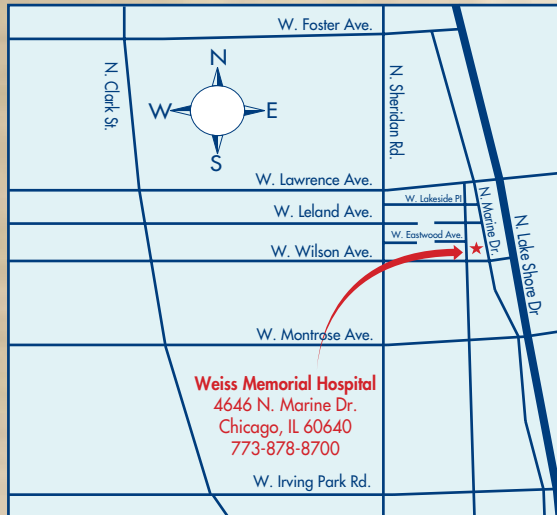 W. Foster Ave.
N
W
E
S
N. Clark St.
N. Sheridan Rd.
W. Lawrence Ave.
W. Lakeside Pl
W. Leland Ave.
N. Marine Dr.
N. Lake Shore Dr
W. Eastwood Ave.
W. Wilson Ave.
W. Montrose Ave.
Weiss Memorial Hospital
4646 N. Marine Dr.
Chicago, IL 60640
773-878-8700
W. Irving Park Rd.